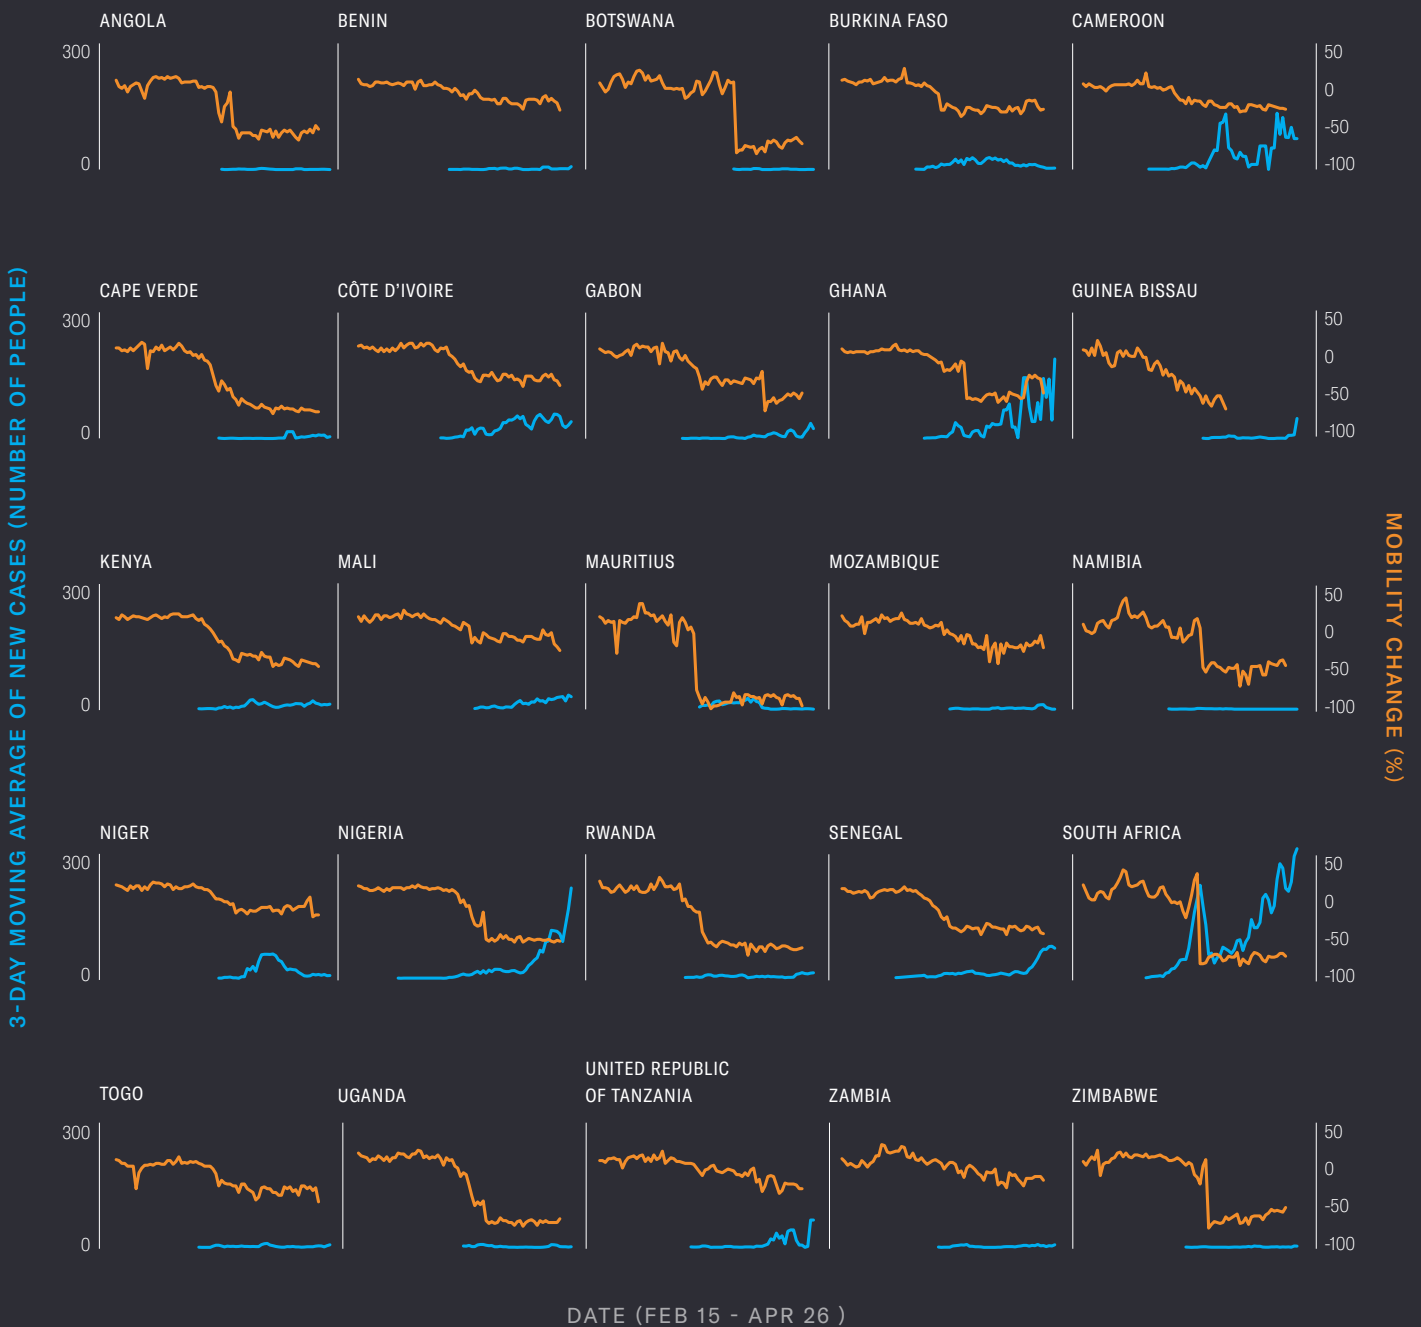 ANGOLA
BENIN
BOTSWANA
BURKINA FASO
CAMEROON
300
0
50
0
-50
-100
CAPE VERDE
CÔTE D'IVOIRE
GABON
GHANA
GUINEA BISSAU
300
0
50
0
-50
-100
KENYA
MALI
MAURITIUS
MOZAMBIQUE
NAMIBIA
300
0
50
0
-50
-100
NIGER
NIGERIA
RWANDA
SENEGAL
SOUTH AFRICA
300
0
50
0
-50
-100
TOGO
UGANDA
UNITED REPUBLIC
OF TANZANIA
ZAMBIA
ZIMBABWE
300
0
50
0
-50
-100
3-DAY MOVING AVERAGE OF NEW CASES (NUMBER OF PEOPLE)
MOBILITY CHANGE (%)
DATE (FEB 15 - APR 26 )